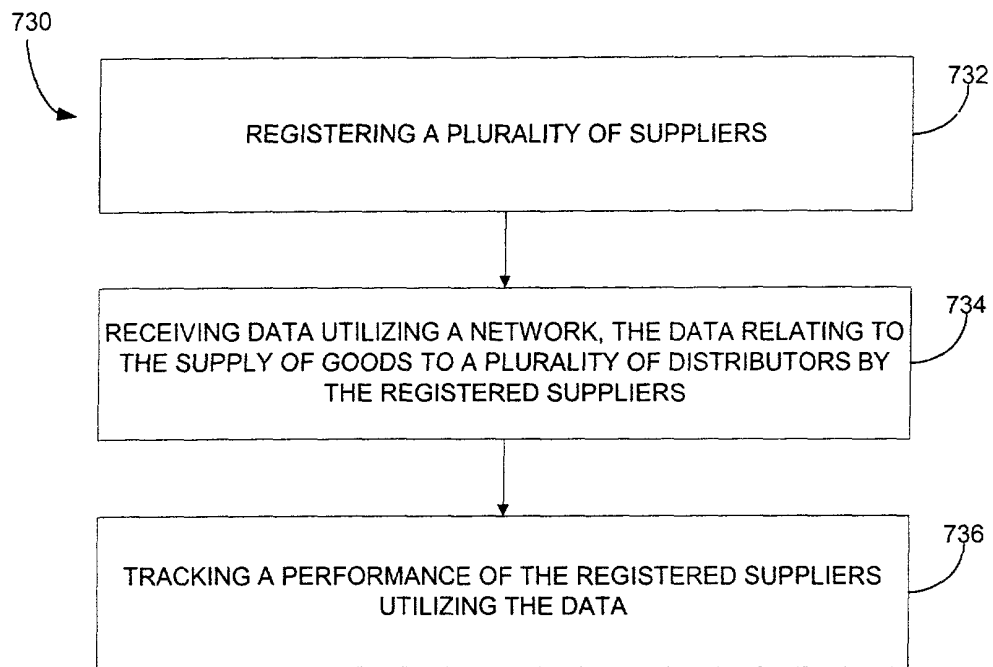 730
732
REGISTERING A PLURALITY OF SUPPLIERS
734
RECEIVING DATA UTILIZING A NETWORK, THE DATA RELATING TO
THE SUPPLY OF GOODS TO A PLURALITY OF DISTRIBUTORS BY
THE REGISTERED SUPPLIERS
736
TRACKING A PERFORMANCE OF THE REGISTERED SUPPLIERS
UTILIZING THE DATA